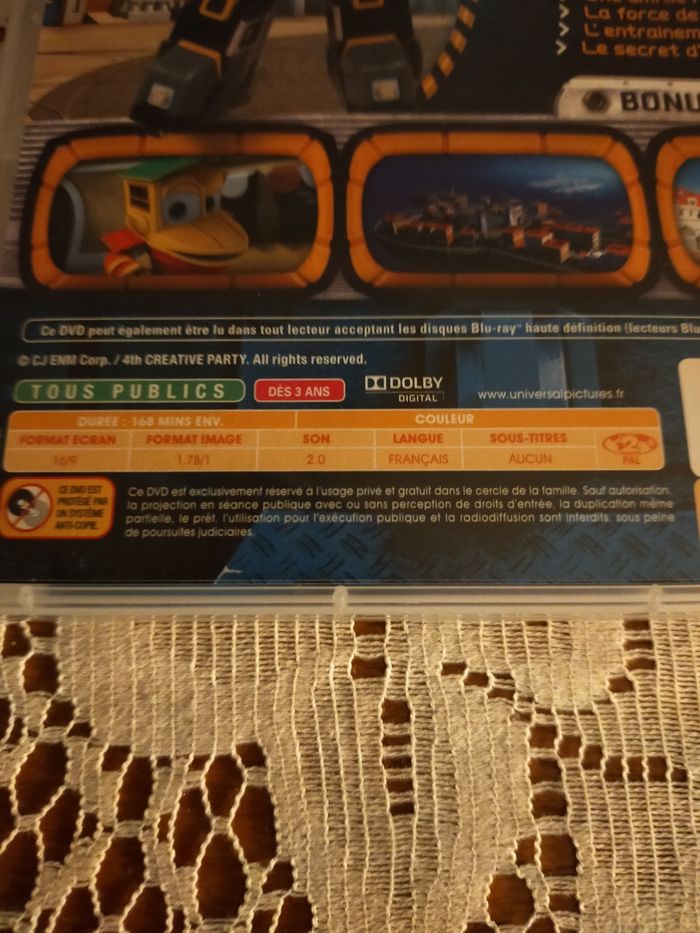 La force de
L'entrainem
Le secret d'
BONU
Ce DVD peut également être lu dans tout lecteur acceptant les disques Blu-ray™ haute définition (lecteurs Blu
© CJ ENM Corp. / 4th CREATIVE PARTY. All rights reserved.
TOUS PUBLICS DÈS 3 ANS DOLBY DIGITAL www.universalpictures.fr
DURÉE : 168 MINS ENV. COULEUR
FORMAT ECRAN FORMAT IMAGE SON LANGUE SOUS-TITRES
16/9 1.78/1 2.0 FRANÇAIS AUCUN 2 PAL
CE DVD EST
PROTÉGÉ PAR
UN SYSTÈME
ANTI-COPIE.
Ce DVD est exclusivement réservé à l'usage privé et gratuit dans le cercle de la famille. Sauf autorisation,
la projection en séance publique avec ou sans perception de droits d'entrée, la duplication même
partielle, le prêt, l'utilisation pour l'exécution publique et la radiodiffusion sont interdits, sous peine
de poursuites judiciaires.